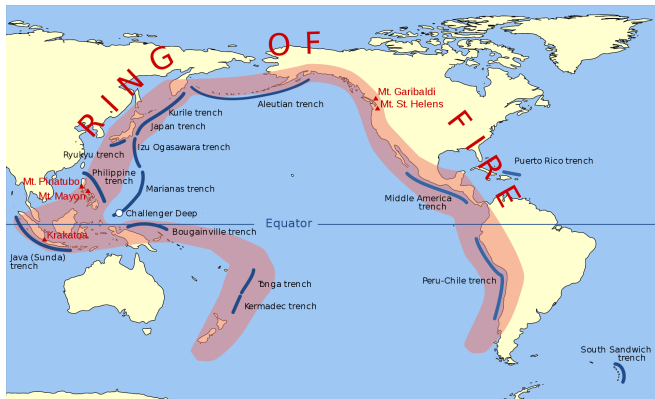 RING OF FIRE
Mt. Garibaldi
Mt. St. Helens
Aleutian trench
Kurile trench
Japan trench
Izu Ogasawara trench
Ryukyu trench
Philippine
trench
Puerto Rico trench
Mt. Pinatubo
Mt. Mayon
Marianas trench
Middle America
trench
Challenger Deep
Equator
Bougainville trench
Krakatoa
Java (Sunda)
trench
Tonga trench
Peru-Chile trench
Kermadec trench
South Sandwich
trench